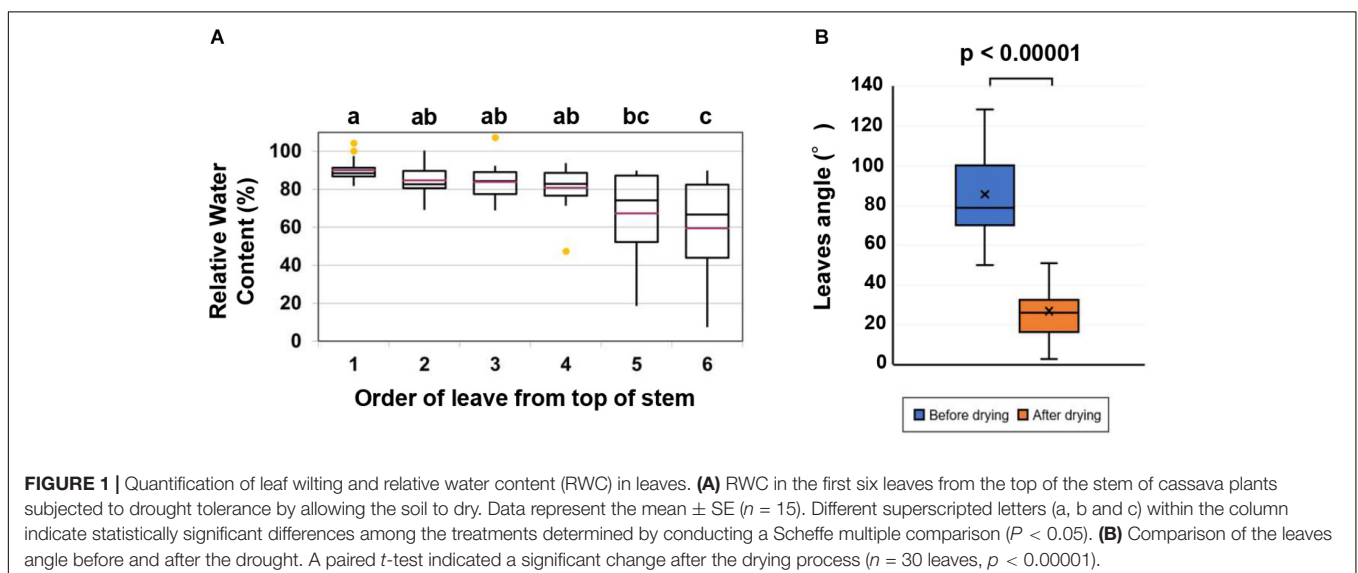 A
a ab ab ab bc c
Relative Water
Content (%)
100
80
60
40
20
0
1 2 3 4 5 6
Order of leave from top of stem
B
p < 0.00001
Leaves angle (° )
140
120
100
80
60
40
20
0
Before drying After drying
FIGURE 1 | Quantification of leaf wilting and relative water content (RWC) in leaves. (A) RWC in the first six leaves from the top of the stem of cassava plants
subjected to drought tolerance by allowing the soil to dry. Data represent the mean ± SE (n = 15). Different superscripted letters (a, b and c) within the column
indicate statistically significant differences among the treatments determined by conducting a Scheffe multiple comparison (P < 0.05). (B) Comparison of the leaves
angle before and after the drought. A paired t-test indicated a significant change after the drying process (n = 30 leaves, p < 0.00001).